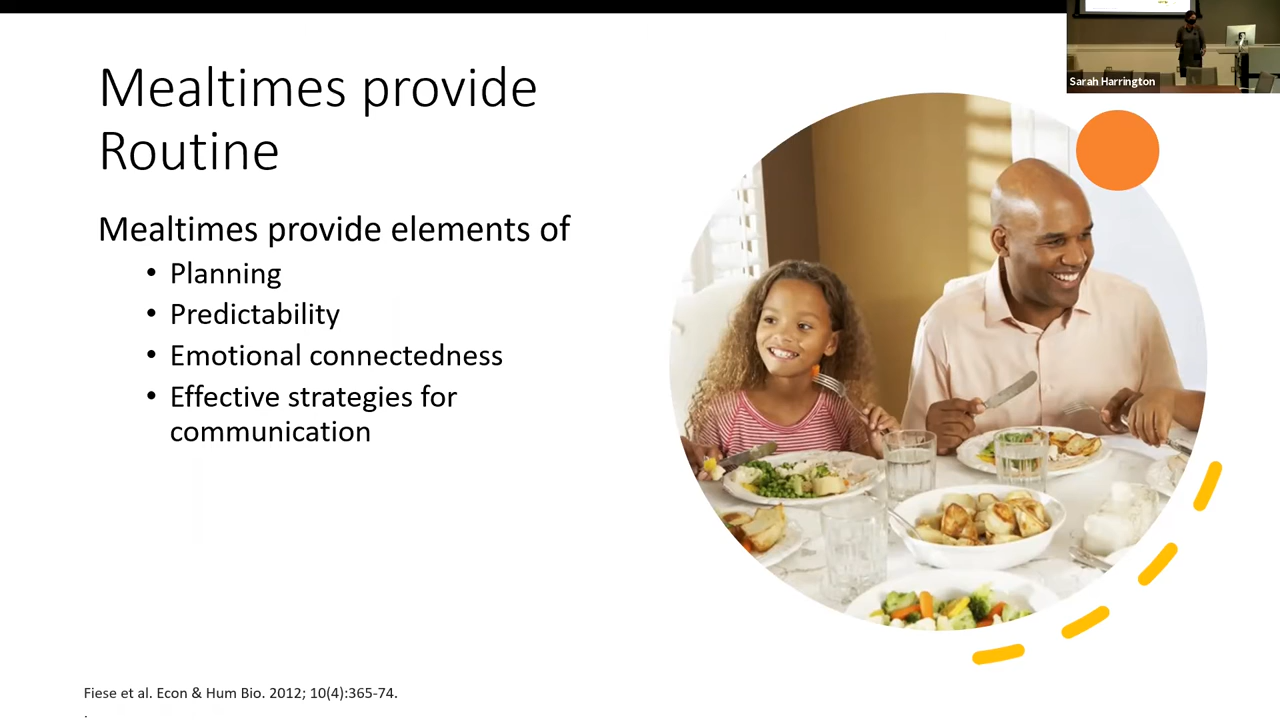 Mealtimes provide
Routine
Mealtimes provide elements of
• Planning
• Predictability
• Emotional connectedness
• Effective strategies for
communication
Fiese et al. Econ & Hum Bio. 2012; 10(4):365-74.
.
Sarah Harrington